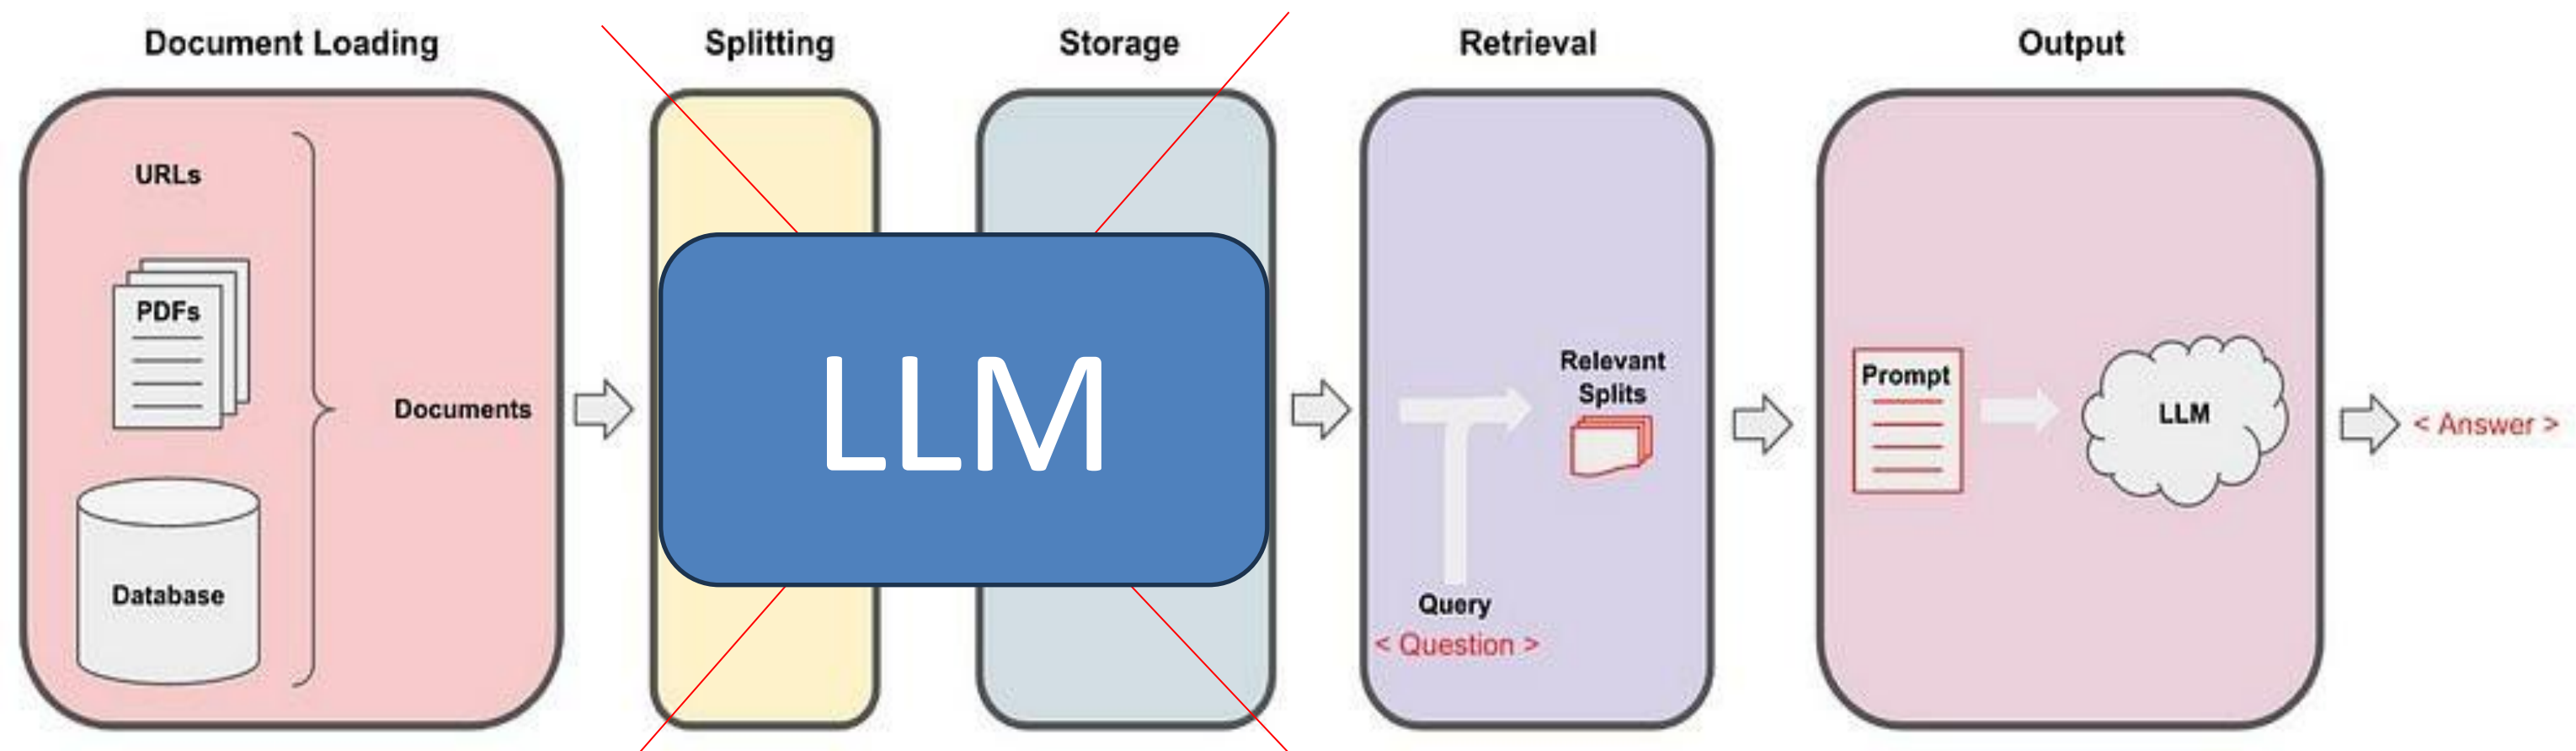 Document Loading
Splitting
Storage
Retrieval
Output
URLs
PDFs
Documents
Database
LLM
Relevant
Splits
Query
< Question >
Prompt
LLM
< Answer >